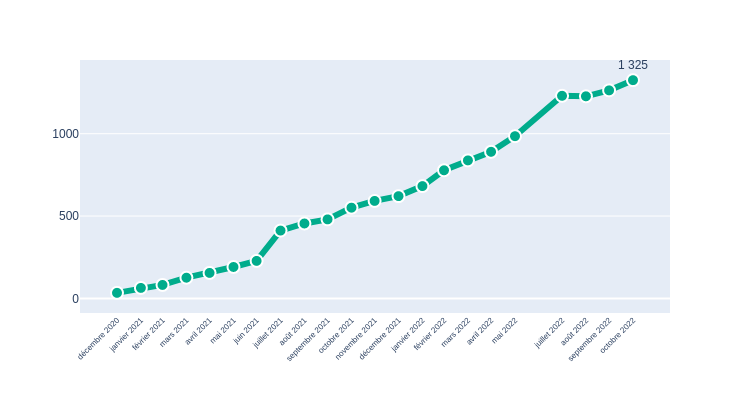 1 325
1000
500
0
décembre 2020
janvier 2021
février 2021
mars 2021
avril 2021
mai 2021
juin 2021
juillet 2021
août 2021
septembre 2021
octobre 2021
novembre 2021
décembre 2021
janvier 2022
février 2022
mars 2022
avril 2022
mai 2022
juillet 2022
août 2022
septembre 2022
octobre 2022